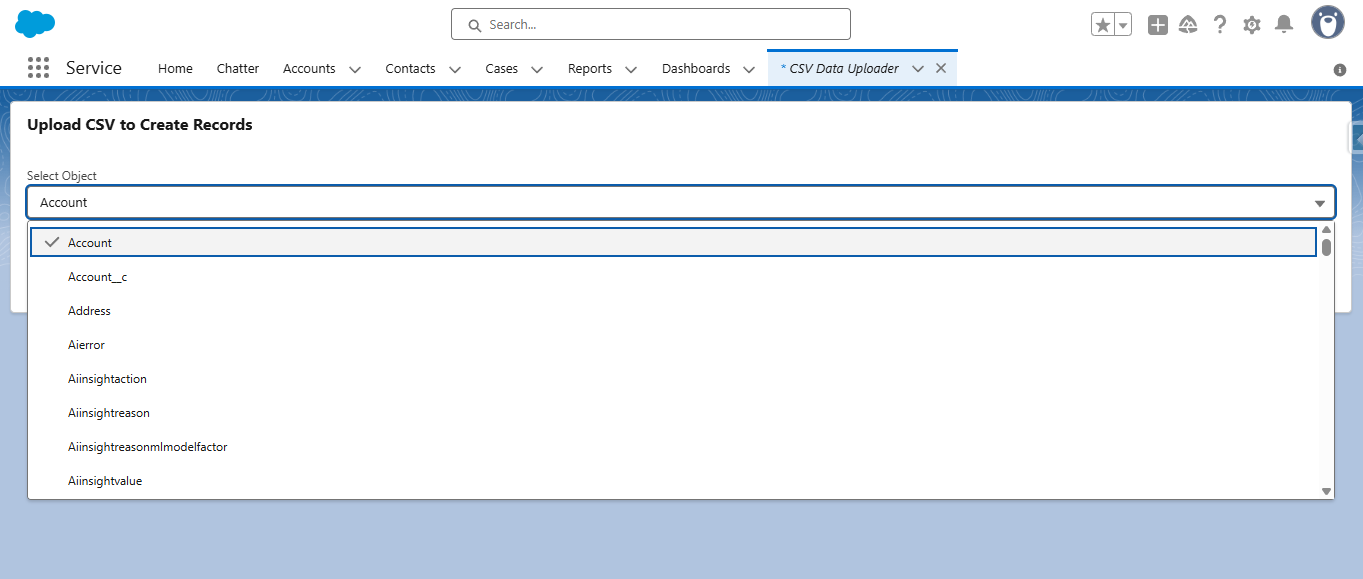 Search...
Service
Home
Chatter
Accounts
Contacts
Cases
Reports
Dashboards
* CSV Data Uploader
Upload CSV to Create Records
Select Object
Account
Account
Account__c
Address
Aierror
Aiinsightaction
Aiinsightreason
Aiinsightreasonmlmodelfactor
Aiinsightvalue